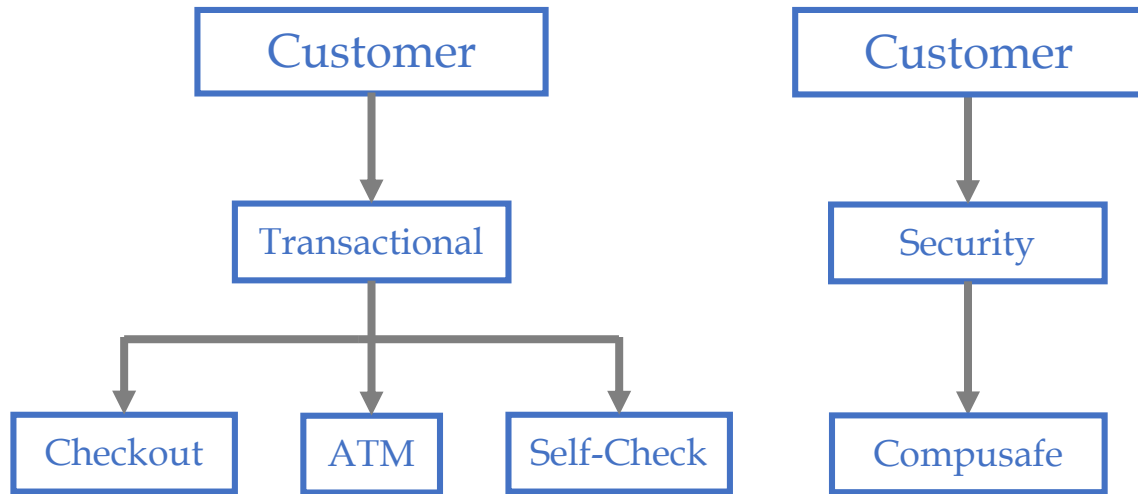 Customer
Customer
Transactional
Security
Checkout
ATM
Self-Check
Compusafe